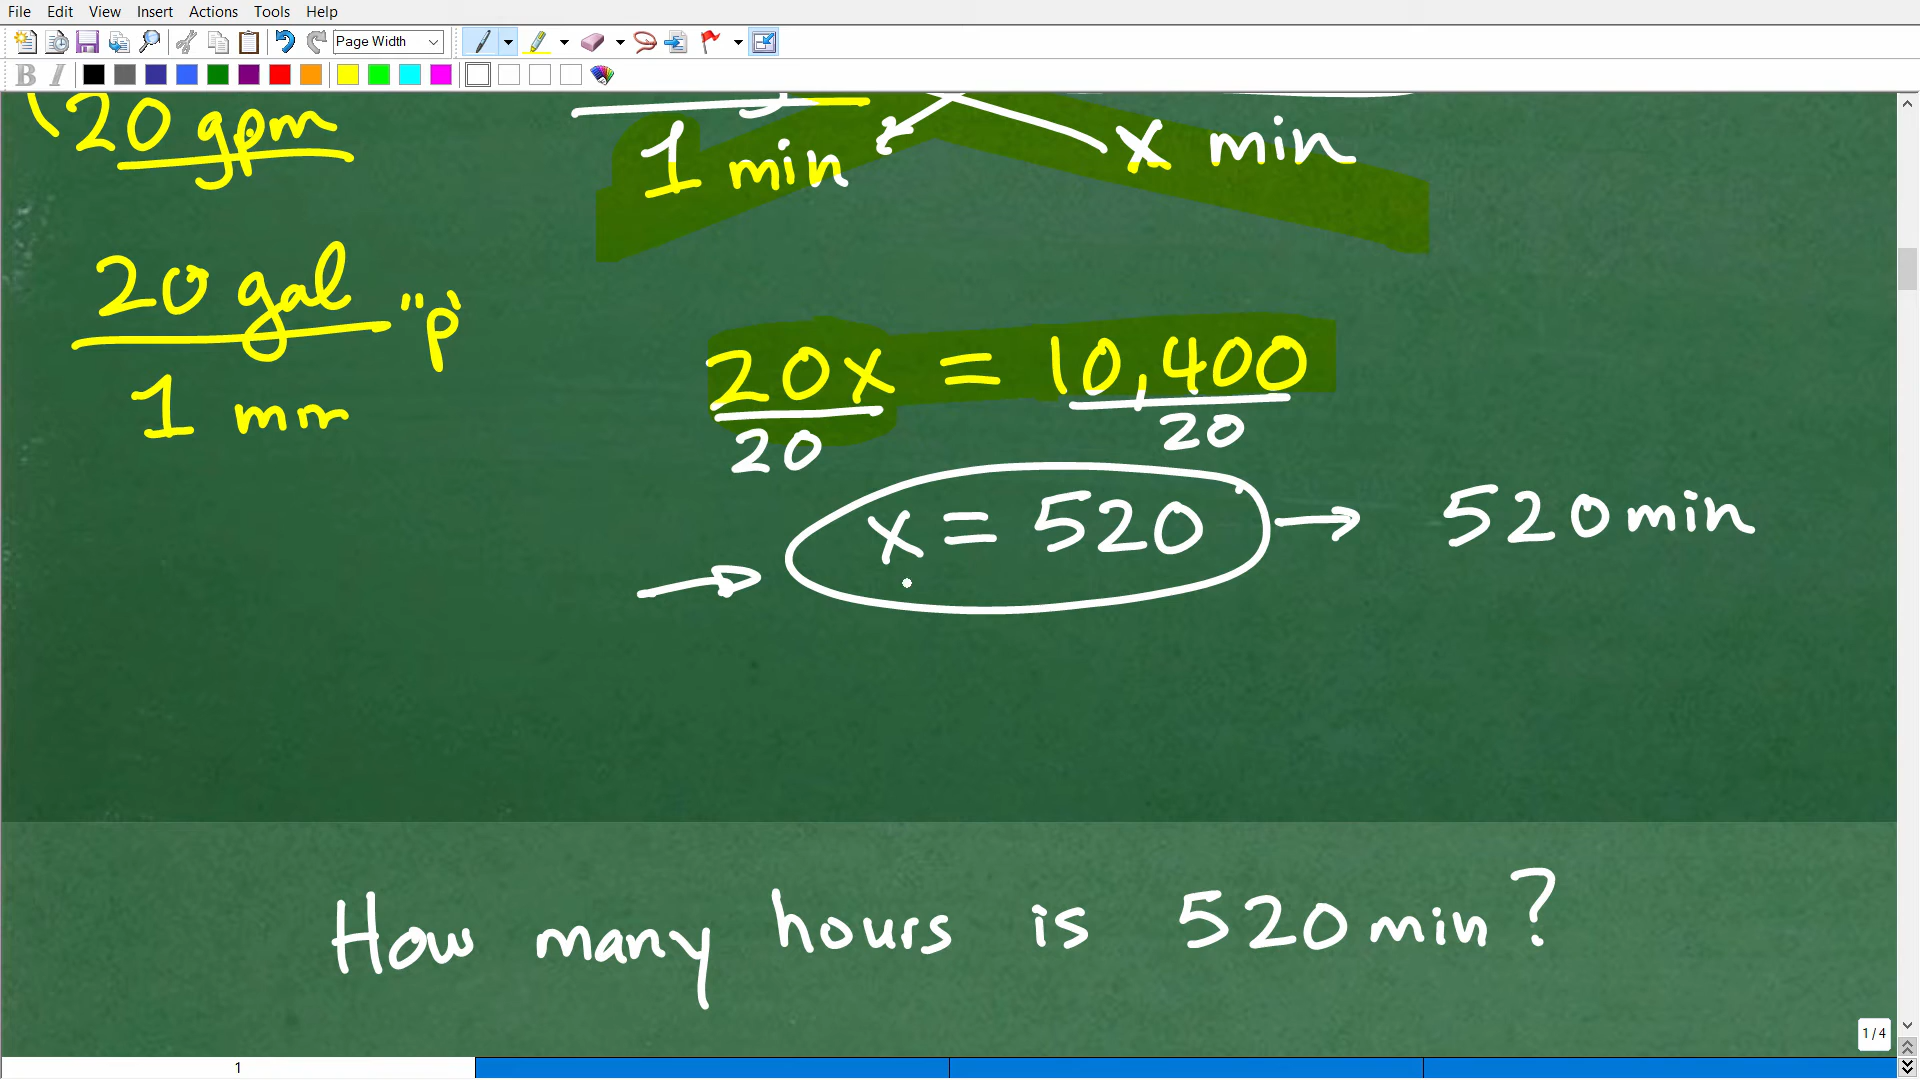 File Edit View Insert Actions Tools Help
Page Width
B I
20 gpm
1 min
x min
20 gal
1 min
"p"
20x = 10,400
20 20
x = 520 → 520 min
How many hours is 520 min?
1 / 4
1